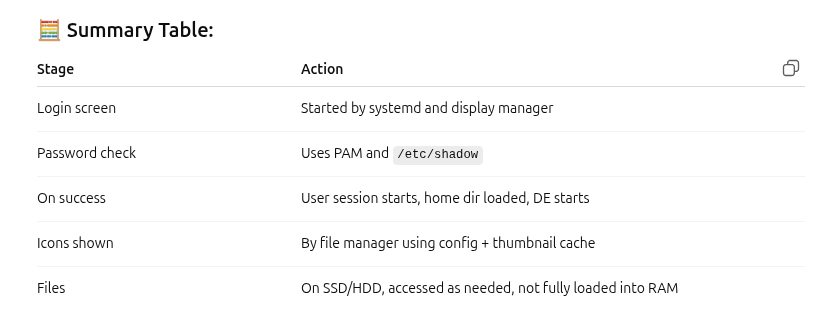 🧮 Summary Table:
Stage Action
Login screen Started by systemd and display manager
Password check Uses PAM and /etc/shadow
On success User session starts, home dir loaded, DE starts
Icons shown By file manager using config + thumbnail cache
Files On SSD/HDD, accessed as needed, not fully loaded into RAM